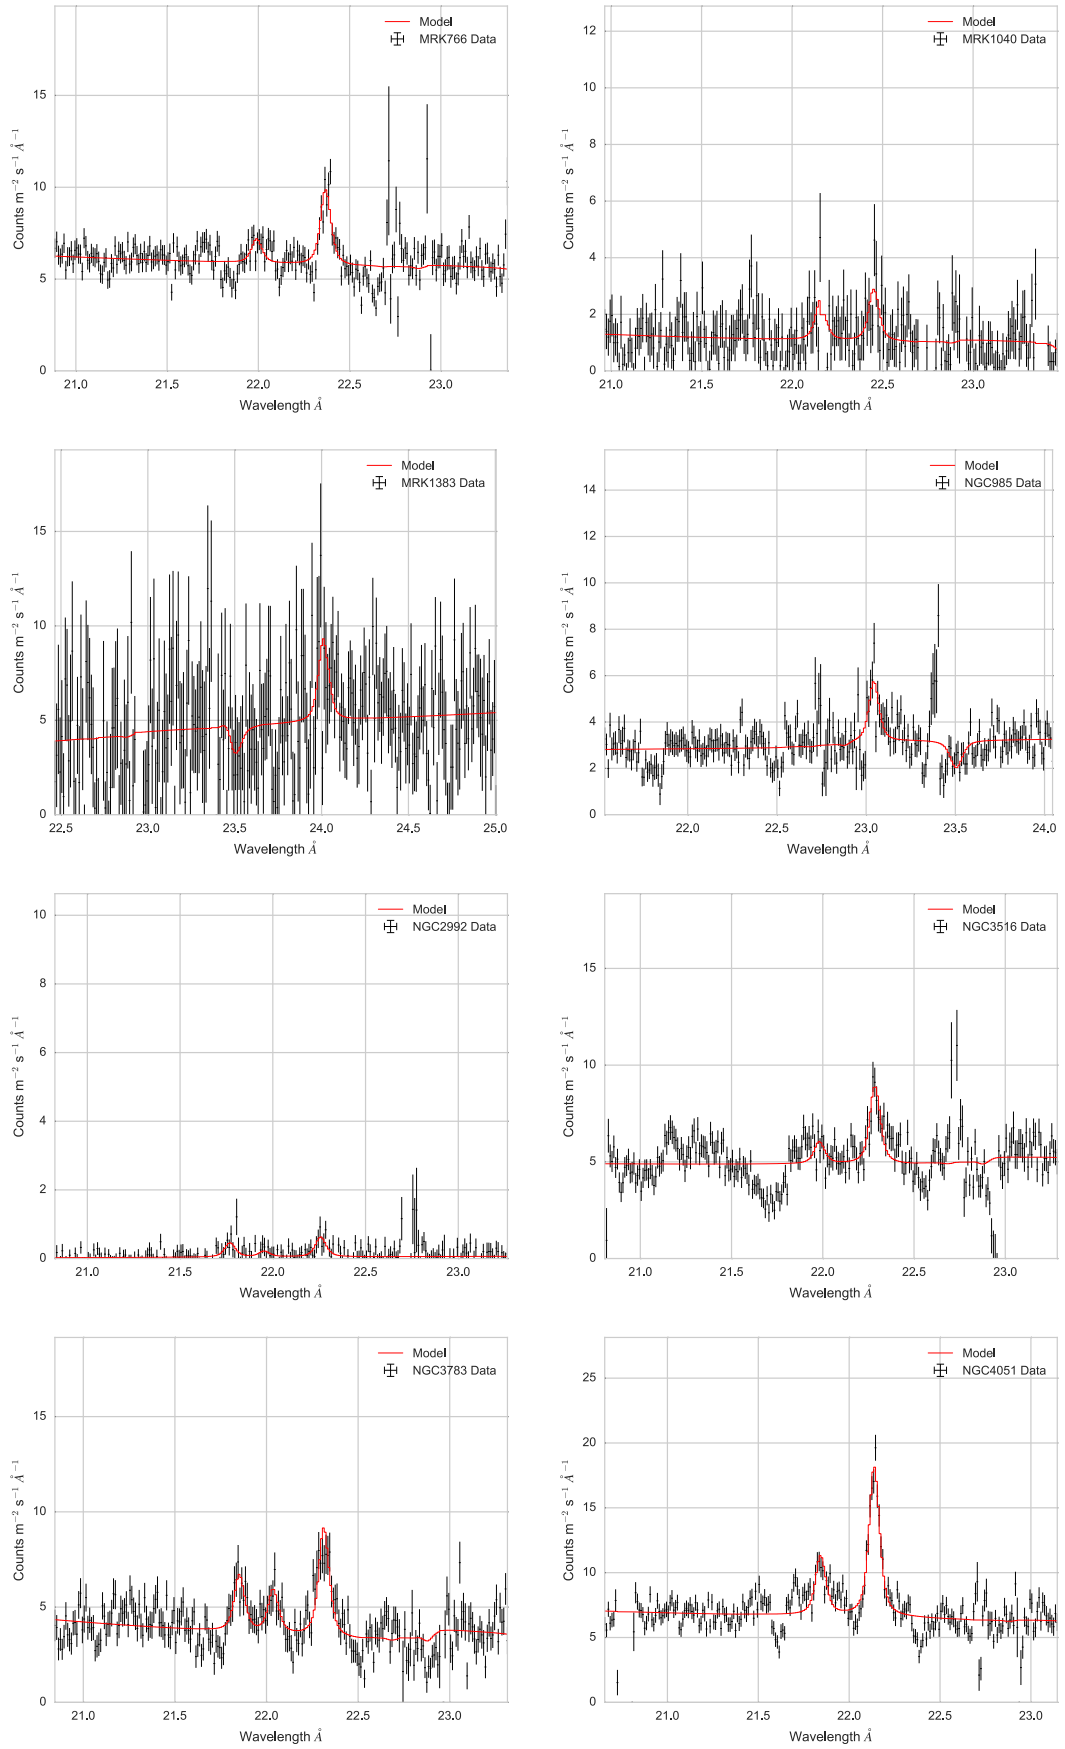 Model
MRK766 Data
15
10
5
0
Counts m−2 s−1 Å−1
21.0 21.5 22.0 22.5 23.0
Wavelength Å
Model
MRK1040 Data
12
10
8
6
4
2
0
Counts m−2 s−1 Å−1
21.0 21.5 22.0 22.5 23.0
Wavelength Å
Model
MRK1383 Data
15
10
5
0
Counts m−2 s−1 Å−1
22.5 23.0 23.5 24.0 24.5 25.0
Wavelength Å
Model
NGC985 Data
14
12
10
8
6
4
2
0
Counts m−2 s−1 Å−1
22.0 22.5 23.0 23.5 24.0
Wavelength Å
Model
NGC2992 Data
10
8
6
4
2
0
Counts m−2 s−1 Å−1
21.0 21.5 22.0 22.5 23.0
Wavelength Å
Model
NGC3516 Data
15
10
5
0
Counts m−2 s−1 Å−1
21.0 21.5 22.0 22.5 23.0
Wavelength Å
Model
NGC3783 Data
15
10
5
0
Counts m−2 s−1 Å−1
21.0 21.5 22.0 22.5 23.0
Wavelength Å
Model
NGC4051 Data
25
20
15
10
5
0
Counts m−2 s−1 Å−1
21.0 21.5 22.0 22.5 23.0
Wavelength Å